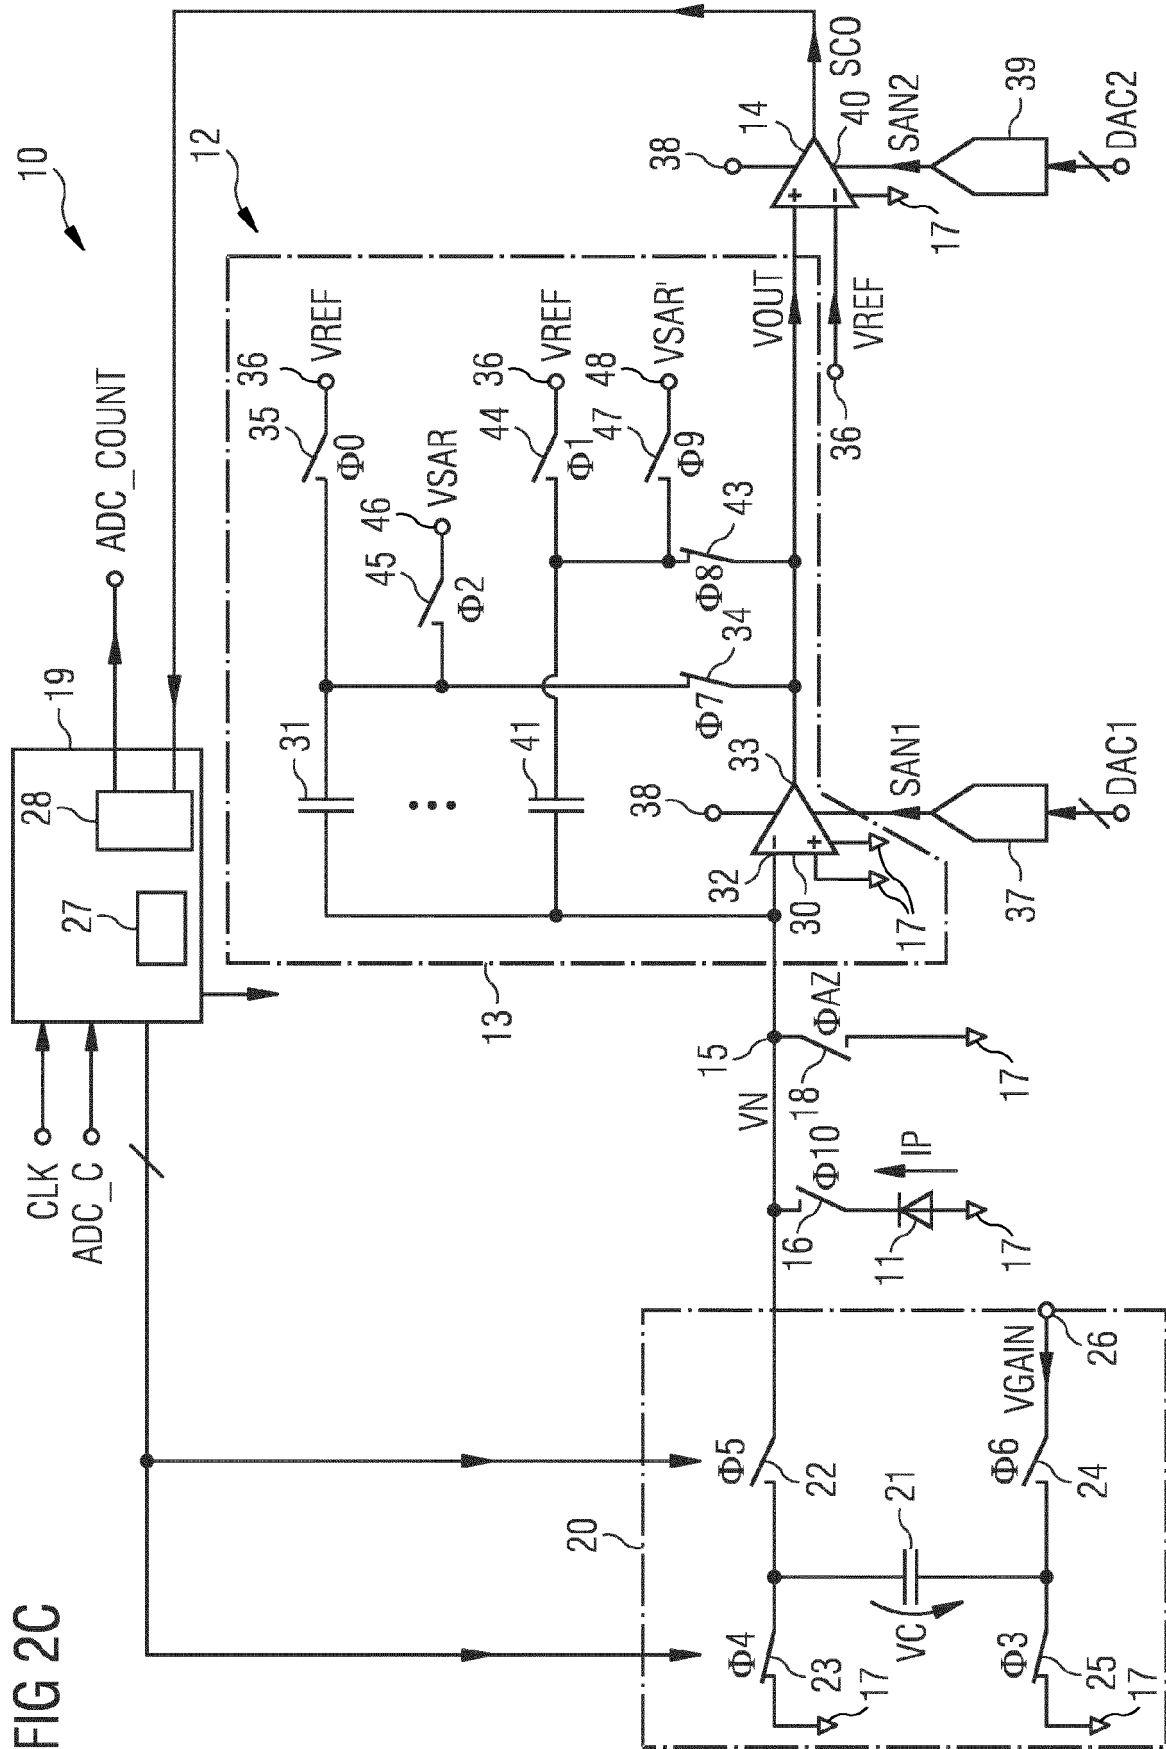 FIG 2C
10
12
CLK
ADC_C
19
27
28
ADC_COUNT
13
31
41
35
36
VREF
Φ0
45
46
VSAR
Φ2
44
36
VREF
Φ1
47
48
VSAR'
Φ9
Φ8
43
Φ7
34
VOUT
VREF
36
38
14
SCO
40
SAN2
17
39
DAC2
38
33
32
30
17
SAN1
37
DAC1
15
VN
ΦAZ
18
17
Φ10
16
IP
11
17
20
Φ5
22
Φ4
23
17
VC
21
VGAIN
26
Φ6
24
Φ3
25
17